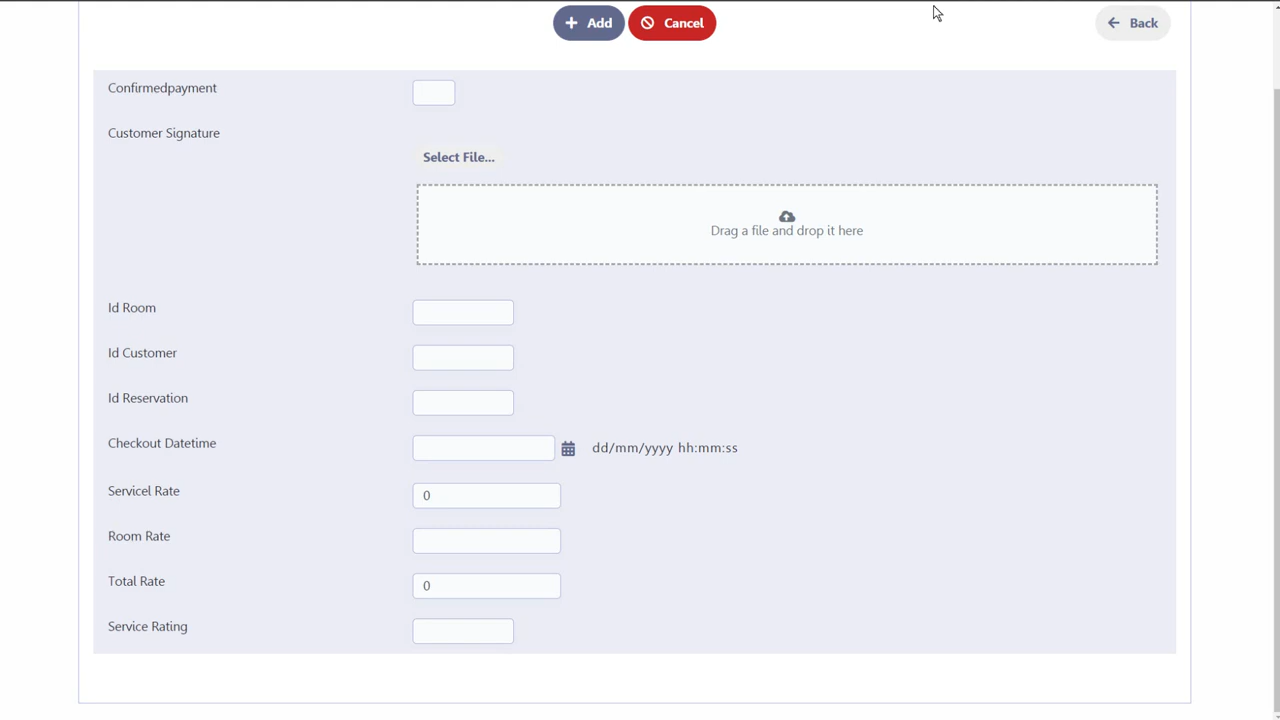 Add Cancel Back
Confirmedpayment
Customer Signature
Select File...
Drag a file and drop it here
Id Room
Id Customer
Id Reservation
Checkout Datetime dd/mm/yyyy hh:mm:ss
Servicel Rate 0
Room Rate
Total Rate 0
Service Rating